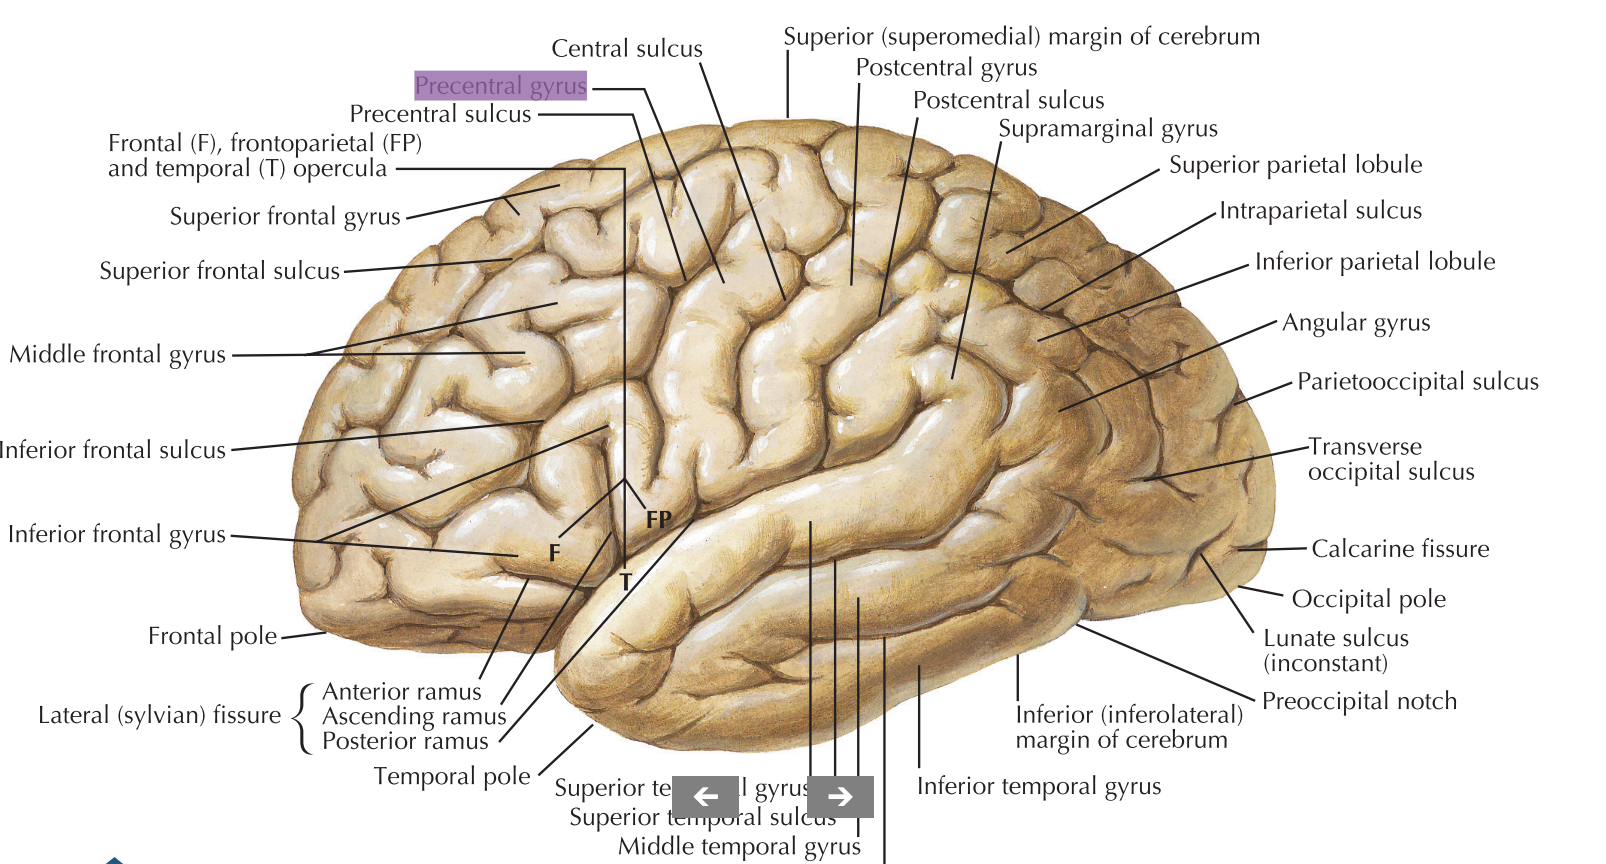 Central sulcus
Superior (superomedial) margin of cerebrum
Precentral gyrus
Postcentral gyrus
Precentral sulcus
Postcentral sulcus
Frontal (F), frontoparietal (FP)
and temporal (T) opercula
Supramarginal gyrus
Superior parietal lobule
Superior frontal gyrus
Intraparietal sulcus
Superior frontal sulcus
Inferior parietal lobule
Middle frontal gyrus
Angular gyrus
Parietooccipital sulcus
Inferior frontal sulcus
Transverse
occipital sulcus
Inferior frontal gyrus
FP
F
T
Calcarine fissure
Occipital pole
Frontal pole
Lunate sulcus
(inconstant)
Lateral (sylvian) fissure
Anterior ramus
Ascending ramus
Posterior ramus
Preoccipital notch
Inferior (inferolateral)
margin of cerebrum
Temporal pole
Superior te l gyrus
Inferior temporal gyrus
Superior temporal sulcus
Middle temporal gyrus